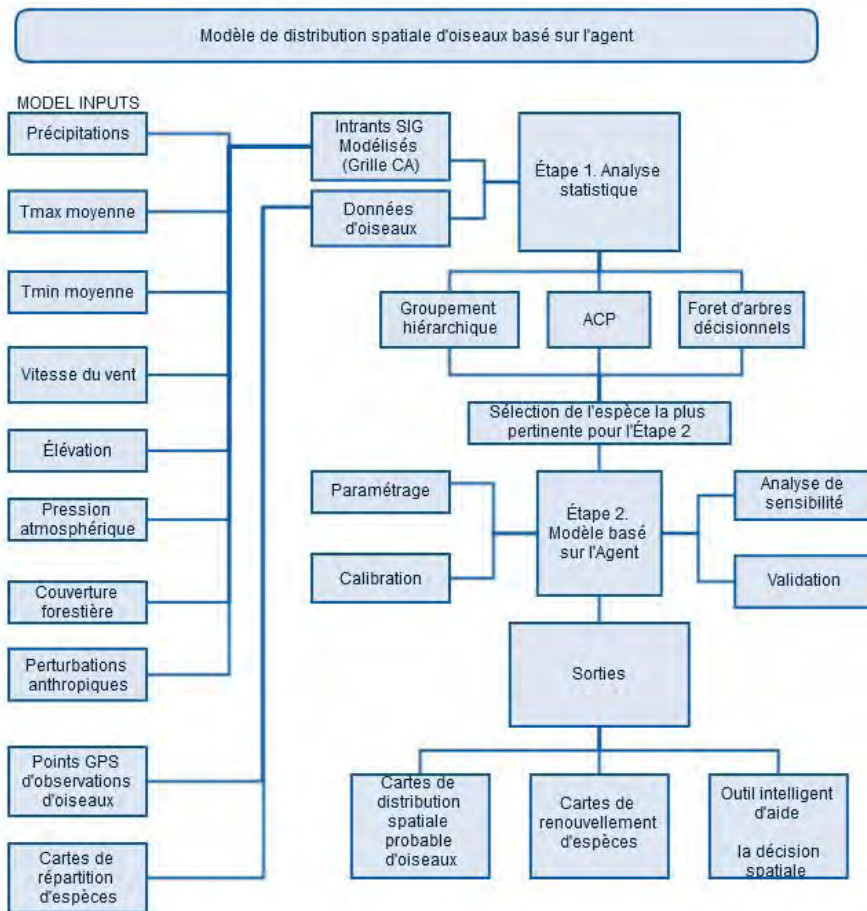 Modèle de distribution spatiale d'oiseaux basé sur l'agent
MODEL INPUTS
Précipitations
Tmax moyenne
Tmin moyenne
Vitesse du vent
Élévation
Pression
atmosphérique
Couverture
forestière
Perturbations
anthropiques
Points GPS
d'observations
d'oiseaux
Cartes de
répartition
d'espèces
Intrants SIG
Modélisés
(Grille CA)
Données
d'oiseaux
Étape 1. Analyse
statistique
Groupement
hiérarchique
ACP
Foret d'arbres
décisionnels
Sélection de l'espèce la plus
pertinente pour l'Étape 2
Paramétrage
Calibration
Étape 2.
Modèle basé
sur l'Agent
Analyse de
sensibilité
Validation
Sorties
Cartes de
distribution
spatiale
probable
d'oiseaux
Cartes de
renouvellement
d'espèces
Outil intelligent
d'aide
la décision
spatiale